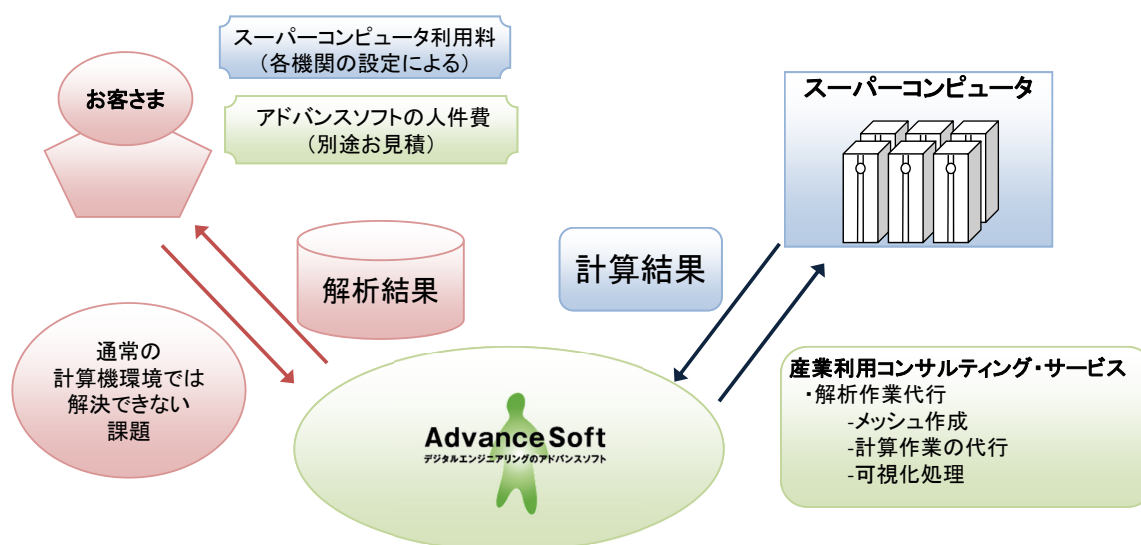 スーパーコンピュータ利用料
（各機関の設定による）
お客さま
アドバンスソフトの人件費
（別途お見積）
スーパーコンピュータ
解析結果
計算結果
通常の
計算機環境では
解決できない
課題
AdvanceSoft
デジタルエンジニアリングのアドバンスソフト
産業利用コンサルティング・サービス
・解析作業代行
-メッシュ作成
-計算作業の代行
-可視化処理